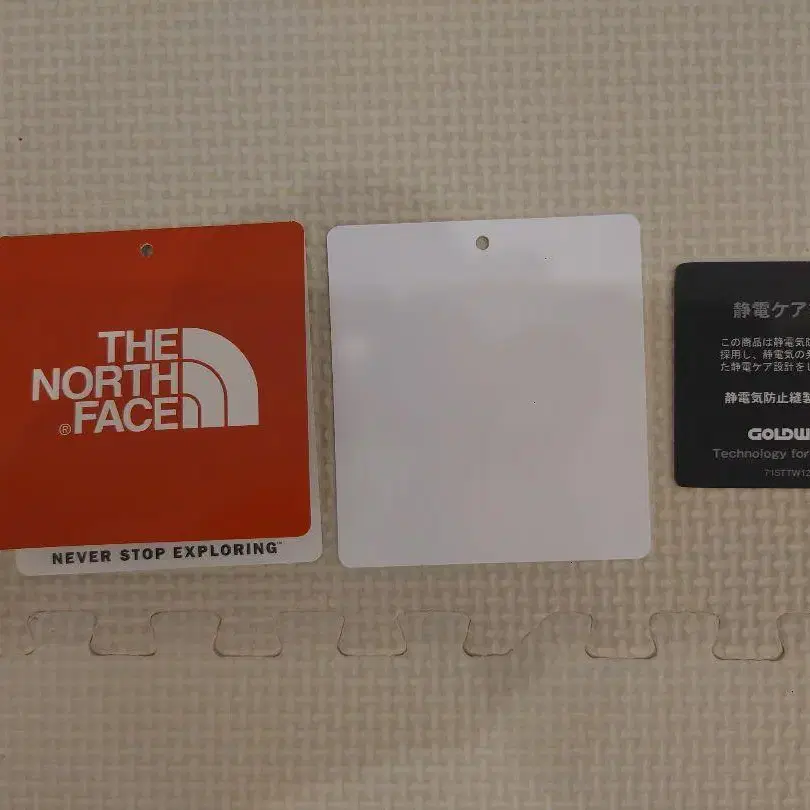 THE
NORTH
FACE
®
NEVER STOP EXPLORING™
静電ケア
この商品は静電気
採用し、静電気の
た静電ケア設計を
静電気防止縫製
GOLDW
Technology for
71STTW12